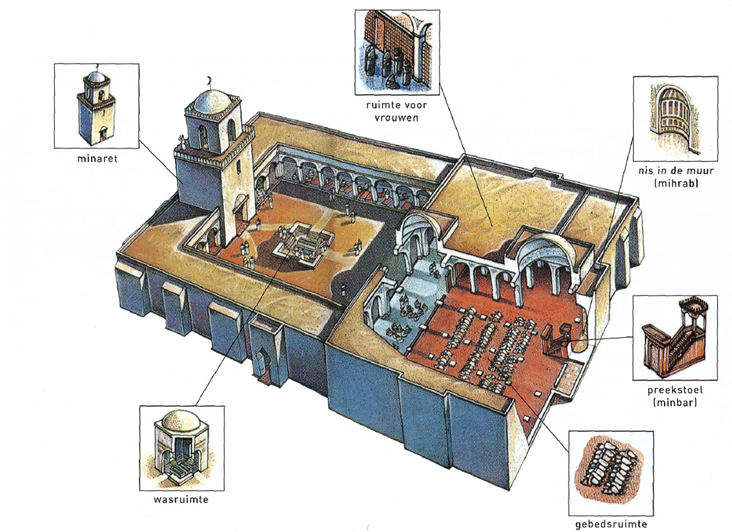 ruimte voor
vrouwen
minaret
nis in de muur
(mihrab)
preekstoel
(minbar)
wasruimte
gebedsruimte